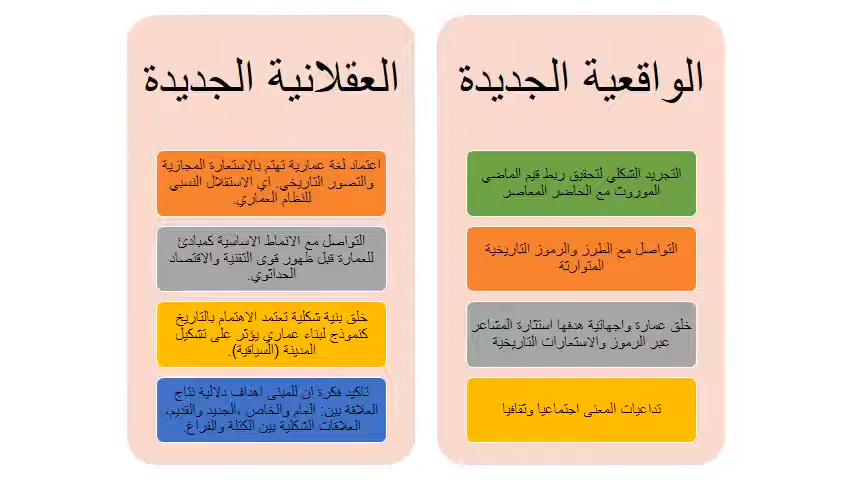 الواقعية الجديدة
التجريد الشكلي لتحقيق ربط قيم الماضي
الموروث مع الحاضر المعاصر
التواصل مع الطرز والرموز التاريخية
المتوارثة
خلق عمارة واجهاتية هدفها استثارة المشاعر
عبر الرموز والاستعارات التاريخية
تداعيات المعنى اجتماعيا وثقافيا
العقلانية الجديدة
اعتماد لغة عمارية تهتم بالاستعارة المجازية
والتصور التاريخي. اي الاستقلال النسبي
للنظام العماري.
التواصل مع الانماط الاساسية كمبادئ
للعمارة قبل ظهور قوى التقنية والاقتصاد
الحداثوي.
خلق بنية شكلية تعتمد الاهتمام بالتاريخ
كنموذج لبناء عماري يؤثر على تشكيل
المدينة (السياقية).
تاكيد فكرة ان للمبنى اهداف دلالية نتاج
العلاقة بين: العام والخاص ،الجديد والقديم،
العلاقات الشكلية بين الكتلة والفراغ.